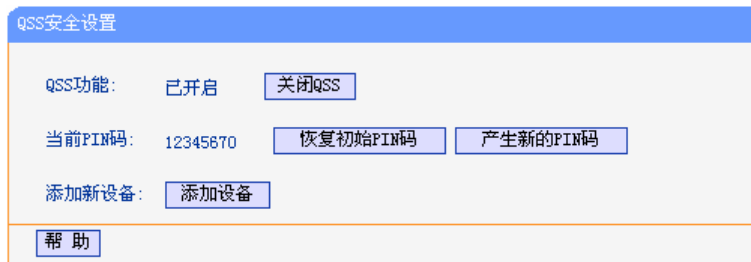 QSS安全设置
QSS功能: 已开启 关闭QSS
当前PIN码: 12345670 恢复初始PIN码 产生新的PIN码
添加新设备: 添加设备
帮 助